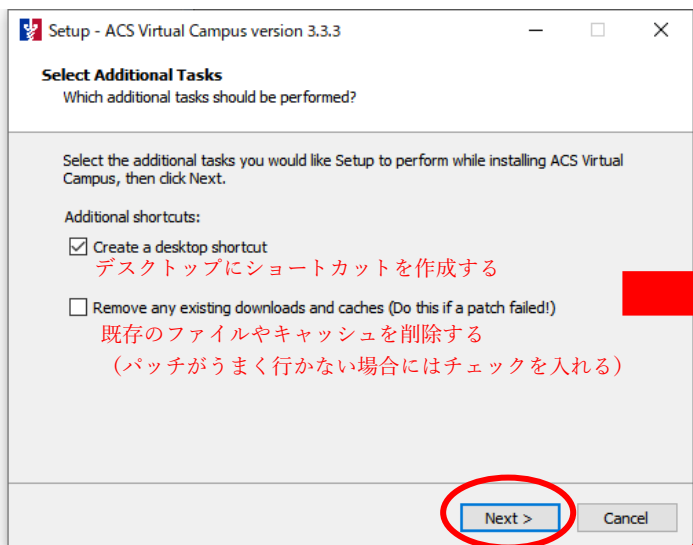 Setup - ACS Virtual Campus version 3.3.3
Select Additional Tasks
Which additional tasks should be performed?
Select the additional tasks you would like Setup to perform while installing ACS Virtual
Campus, then click Next.
Additional shortcuts:
Create a desktop shortcut
デスクトップにショートカットを作成する
Remove any existing downloads and caches (Do this if a patch failed!)
既存のファイルやキャッシュを削除する
（パッチがうまく行かない場合にはチェックを入れる）
Next >
Cancel